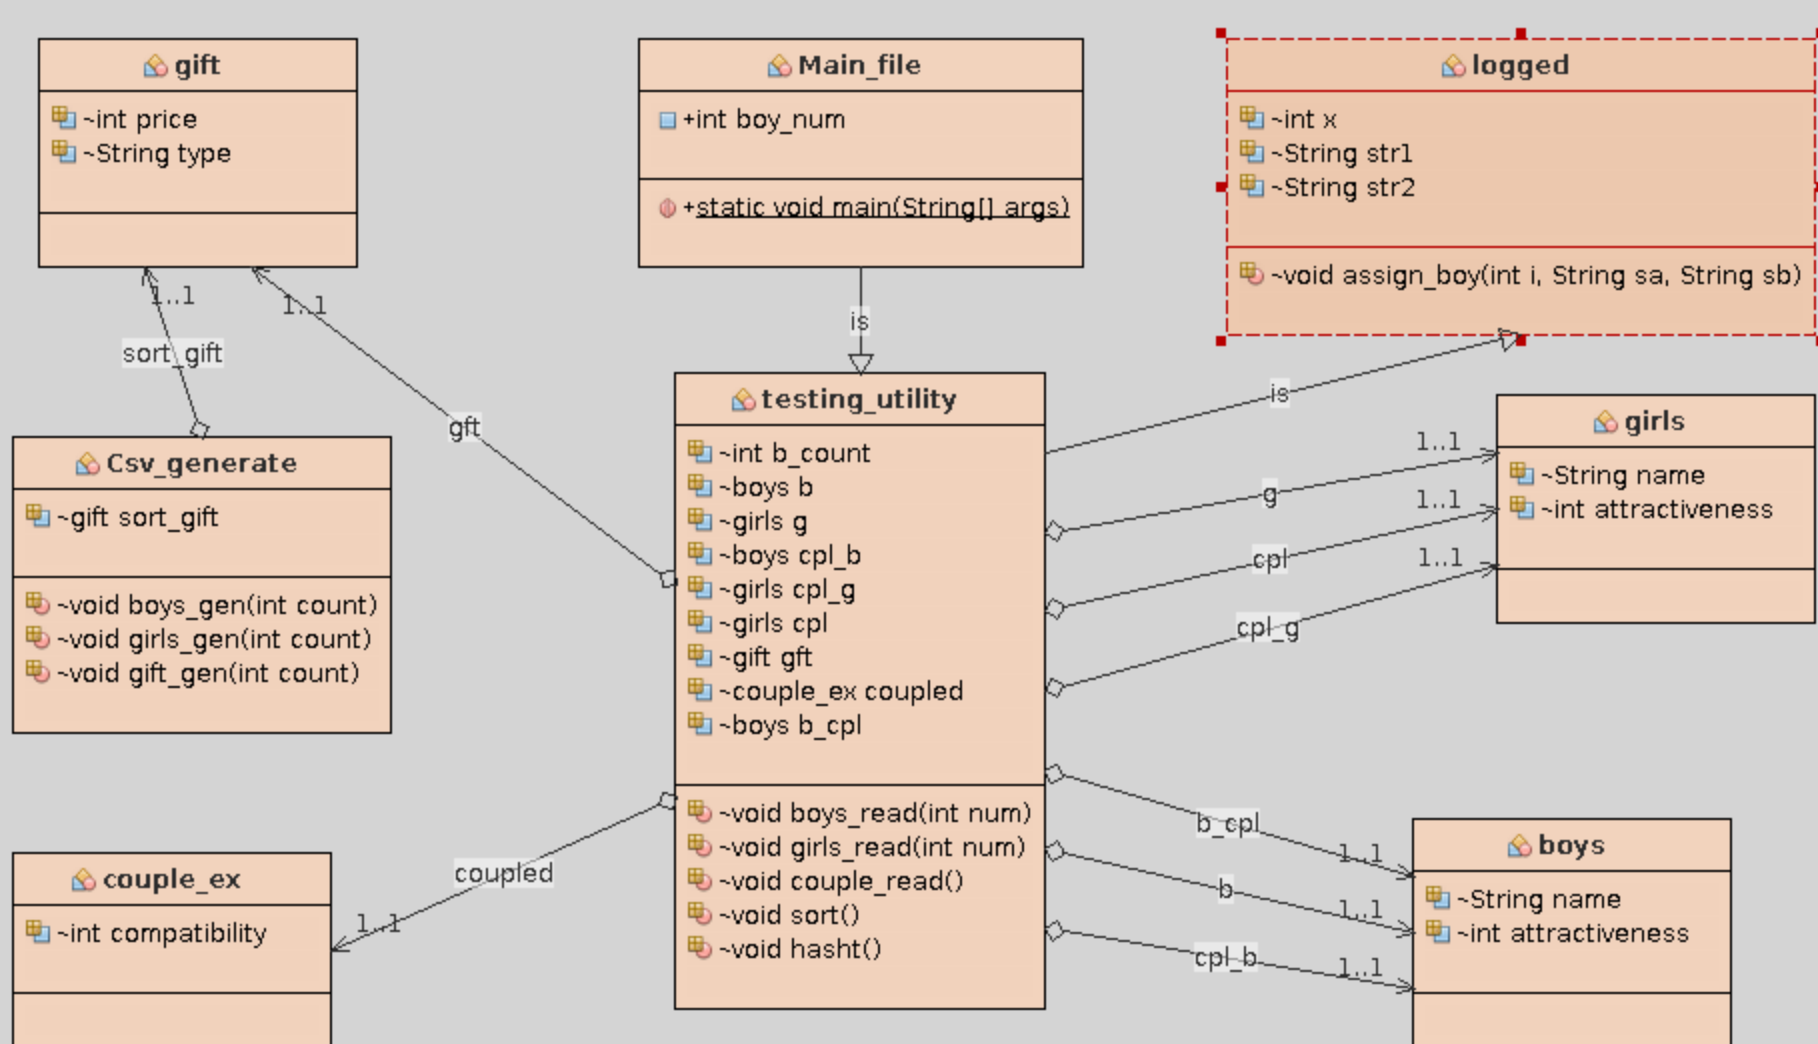 gift
~int price
~String type
Main_file
+int boy_num
+static void main(String[] args)
logged
~int x
~String str1
~String str2
~void assign_boy(int i, String sa, String sb)
1..1
1..1
sort_gift
gft
is
is
Csv_generate
~gift sort_gift
~void boys_gen(int count)
~void girls_gen(int count)
~void gift_gen(int count)
testing_utility
~int b_count
~boys b
~girls g
~boys cpl_b
~girls cpl_g
~girls cpl
~gift gft
~couple_ex coupled
~boys b_cpl
~void boys_read(int num)
~void girls_read(int num)
~void couple_read()
~void sort()
~void hasht()
g
1..1
cpl
1..1
cpl_g
1..1
girls
~String name
~int attractiveness
couple_ex
~int compatibility
coupled
1..1
b_cpl
1..1
b
1..1
cpl_b
1..1
boys
~String name
~int attractiveness